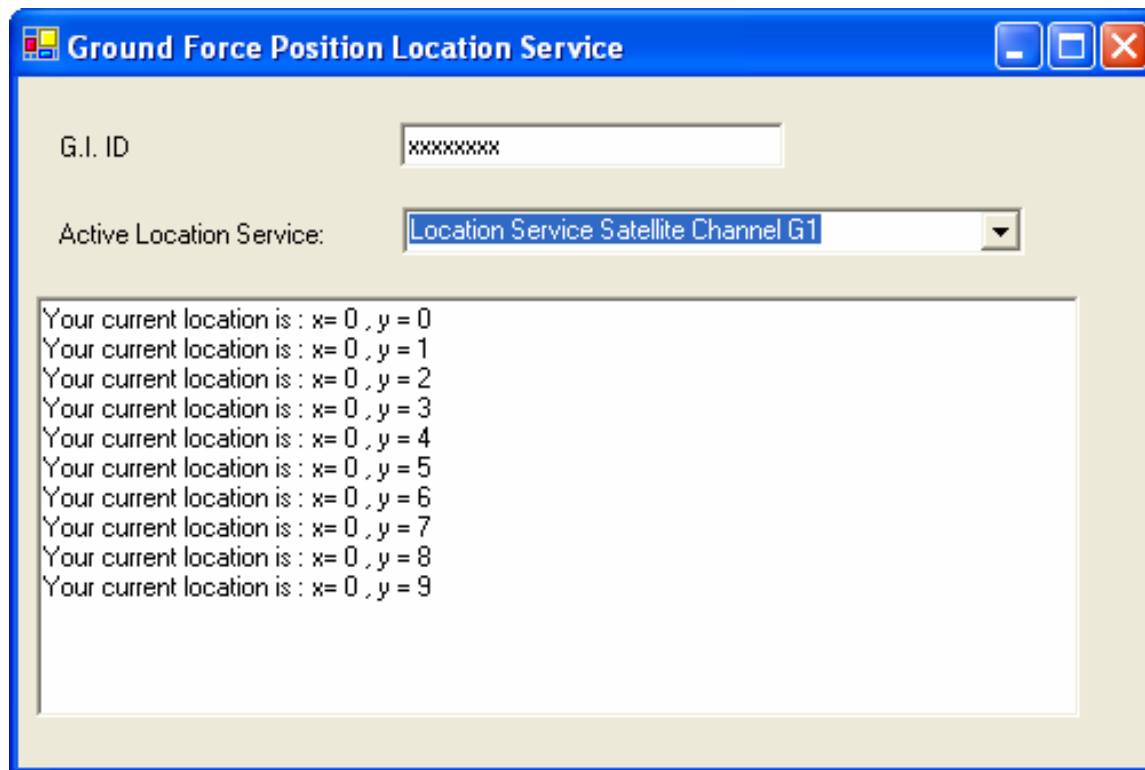 Ground Force Position Location Service
G.I. ID
xxxxxxxx
Active Location Service:
Location Service Satellite Channel G1
Your current location is : x= 0 , y = 0
Your current location is : x= 0 , y = 1
Your current location is : x= 0 , y = 2
Your current location is : x= 0 , y = 3
Your current location is : x= 0 , y = 4
Your current location is : x= 0 , y = 5
Your current location is : x= 0 , y = 6
Your current location is : x= 0 , y = 7
Your current location is : x= 0 , y = 8
Your current location is : x= 0 , y = 9